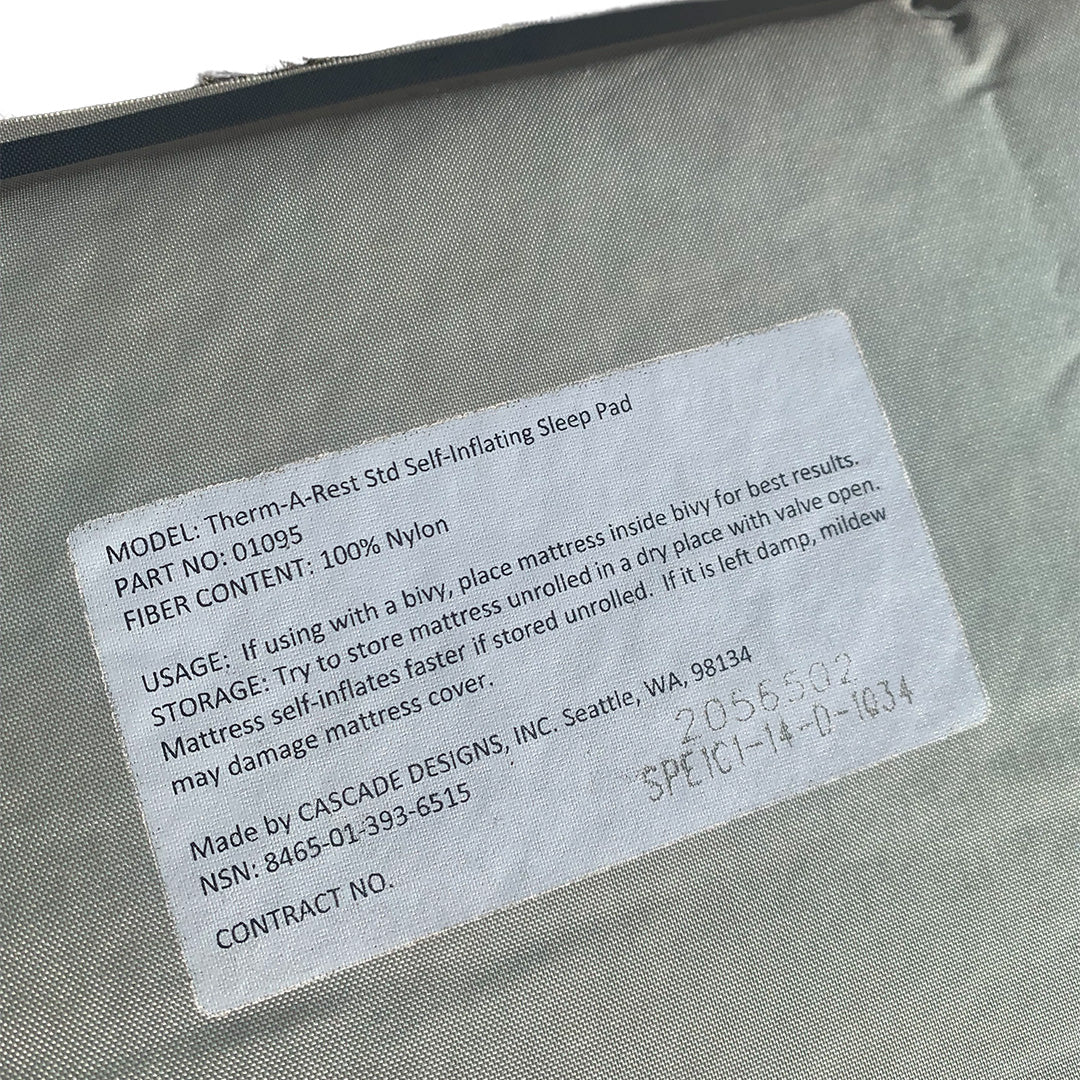 MODEL: Therm-A-Rest Std Self-Inflating Sleep Pad
PART NO: 01095
FIBER CONTENT: 100% Nylon
USAGE: If using with a bivy, place mattress inside bivy for best results.
STORAGE: Try to store mattress unrolled in a dry place with valve open.
Mattress self-inflates faster if stored unrolled. If it is left damp, mildew
may damage mattress cover.
Made by CASCADE DESIGNS, INC. Seattle, WA, 98134
NSN: 8465-01-393-6515
2056502
SPE1C1-14-D-1034
CONTRACT NO.